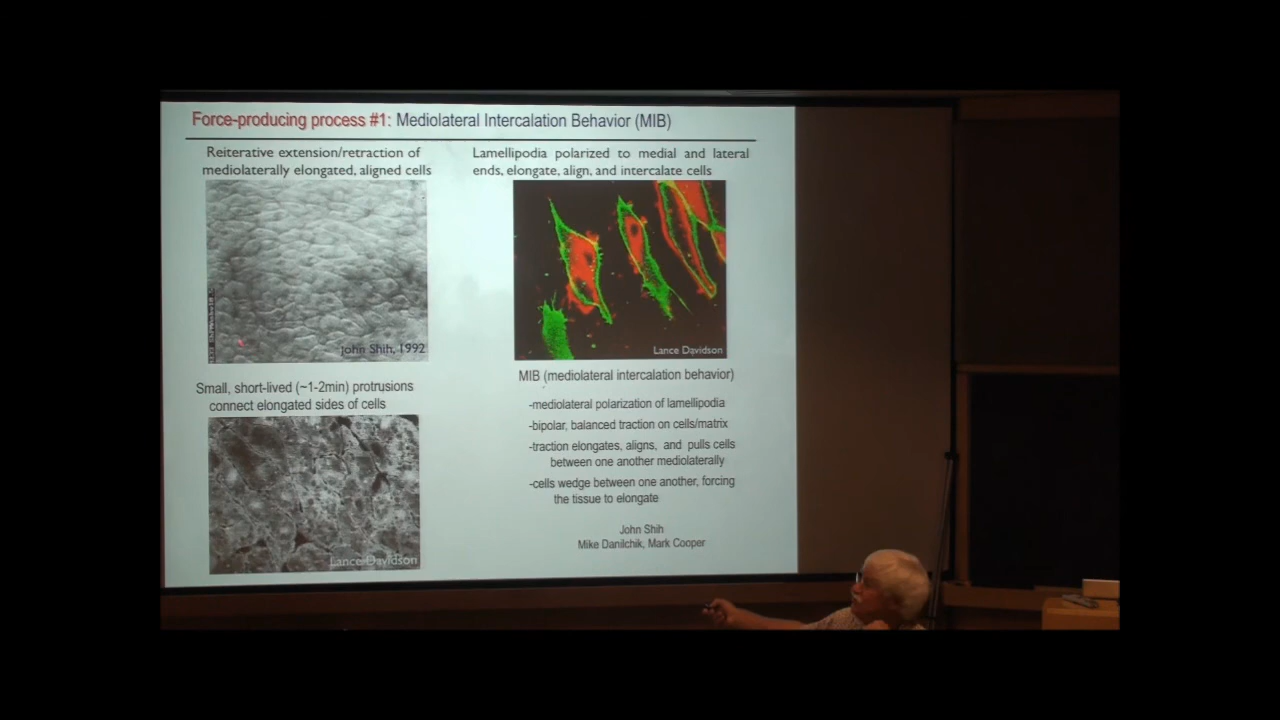 Force-producing process #1: Mediolateral Intercalation Behavior (MIB)
Reiterative extension/retraction of
mediolaterally elongated, aligned cells
John Shih, 1992
Small, short-lived (~1-2min) protrusions
connect elongated sides of cells
Lance Davidson
Lamellipodia polarized to medial and lateral
ends, elongate, align, and intercalate cells
Lance Davidson
MIB (mediolateral intercalation behavior)
-mediolateral polarization of lamellipodia
-bipolar, balanced traction on cells/matrix
-traction elongates, aligns, and pulls cells
between one another mediolaterally
-cells wedge between one another, forcing
the tissue to elongate
John Shih
Mike Danilchik, Mark Cooper